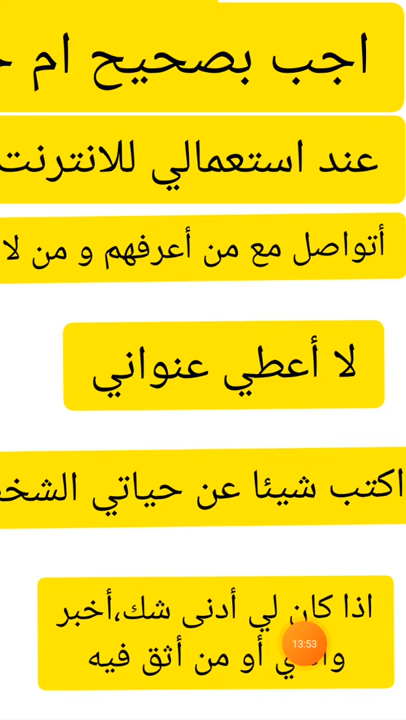 اجب بصحيح ام
عند استعمالي للانترنت
أتواصل مع من أعرفهم و من لا
لا أعطي عنواني
اكتب شيئا عن حياتي
اذا كان لي أدنى شك،أخبر
أو من أثق فيه
13:53